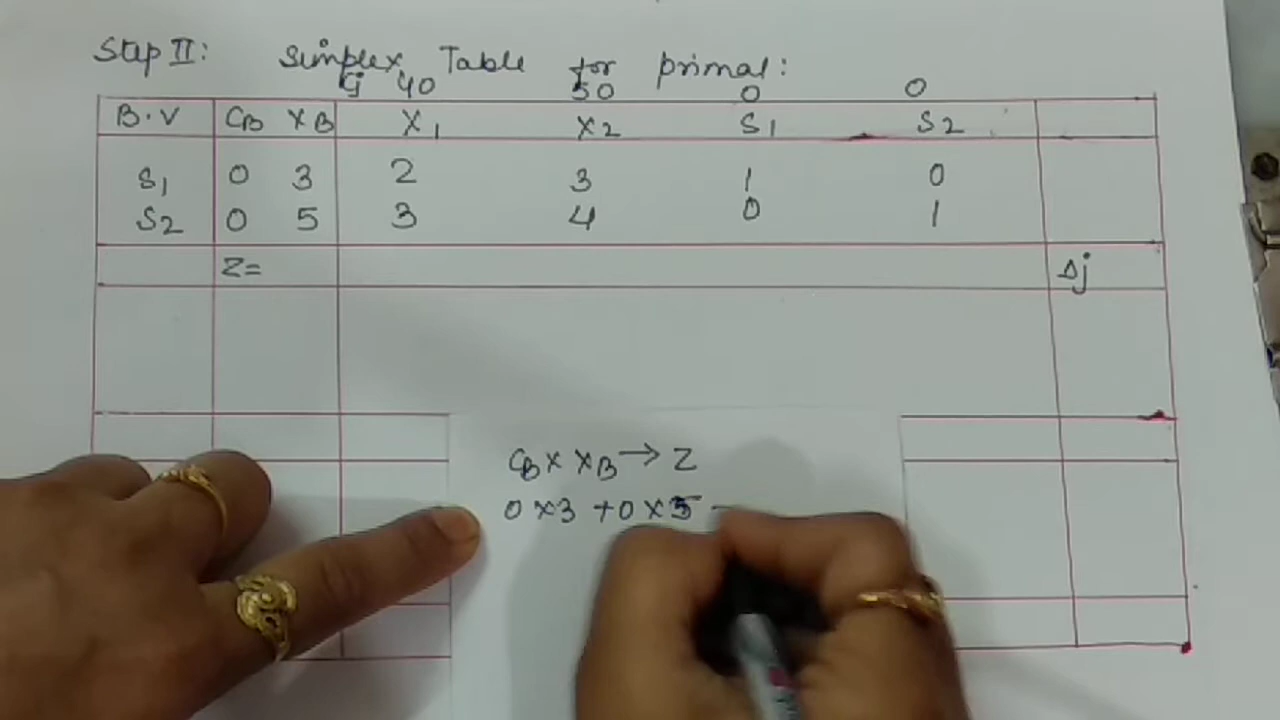 Step II: Simplex Table for primal:
Cj 40 50 0 0
B.V CB XB X1 X2 S1 S2
S1 0 3 2 3 1 0
S2 0 5 3 4 0 1
Z= Δj
CB × XB → Z
0 × 3 + 0 × 5